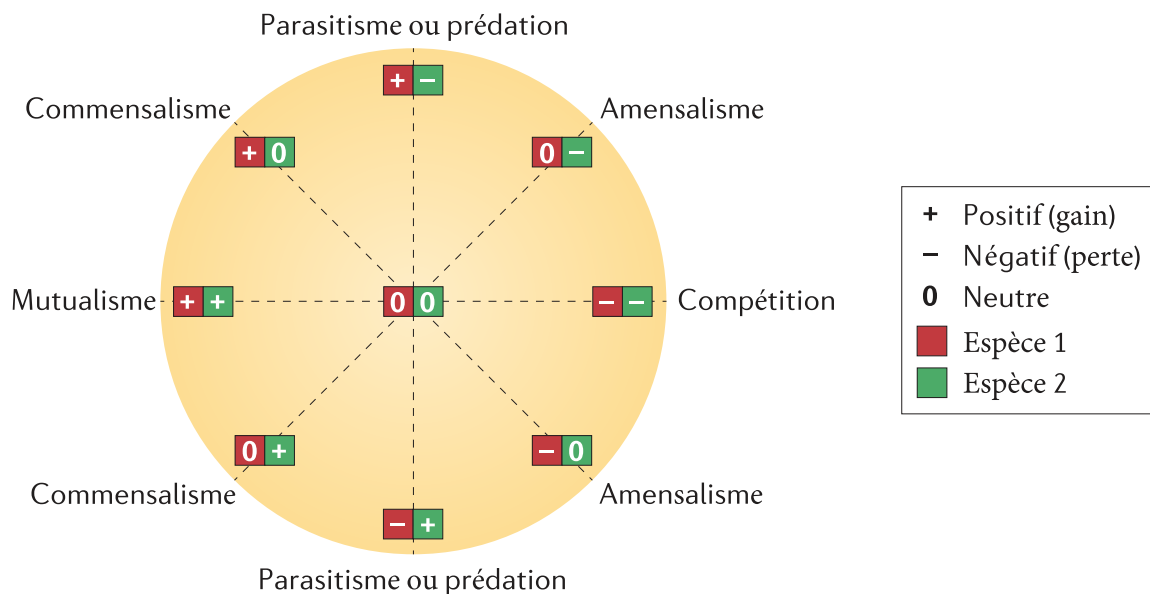 Parasitisme ou prédation
+ −
Commensalisme
+ 0
Amensalisme
0 −
Mutualisme
+ +
0 0
− −
Compétition
0 +
Commensalisme
− 0
Amensalisme
− +
Parasitisme ou prédation
+ Positif (gain)
− Négatif (perte)
0 Neutre
Espèce 1
Espèce 2